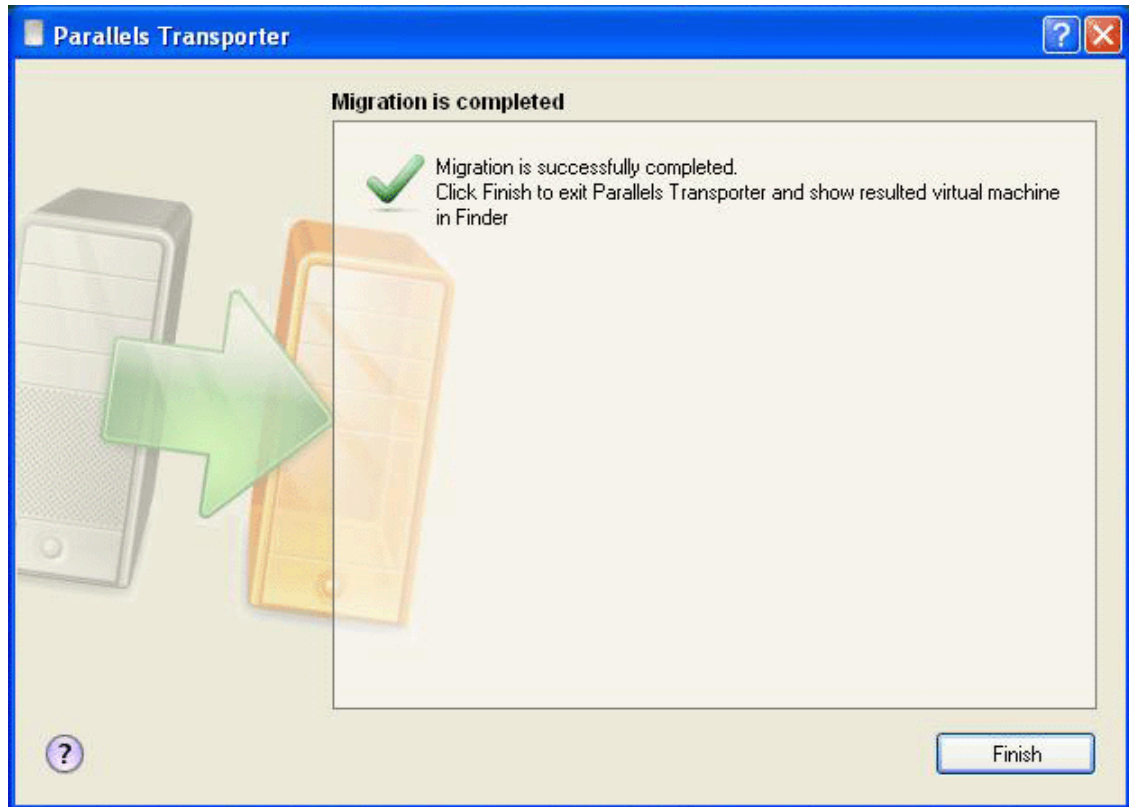 Parallels Transporter
?
Migration is completed
Migration is successfully completed.
Click Finish to exit Parallels Transporter and show resulted virtual machine
in Finder
?
Finish